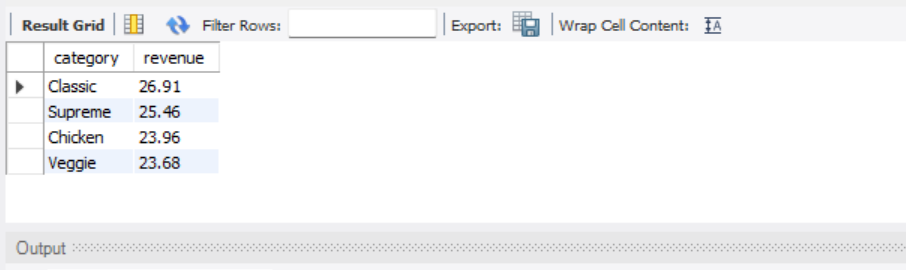 Result Grid Filter Rows: Export: Wrap Cell Content: IA
category revenue
Classic 26.91
Supreme 25.46
Chicken 23.96
Veggie 23.68
Output